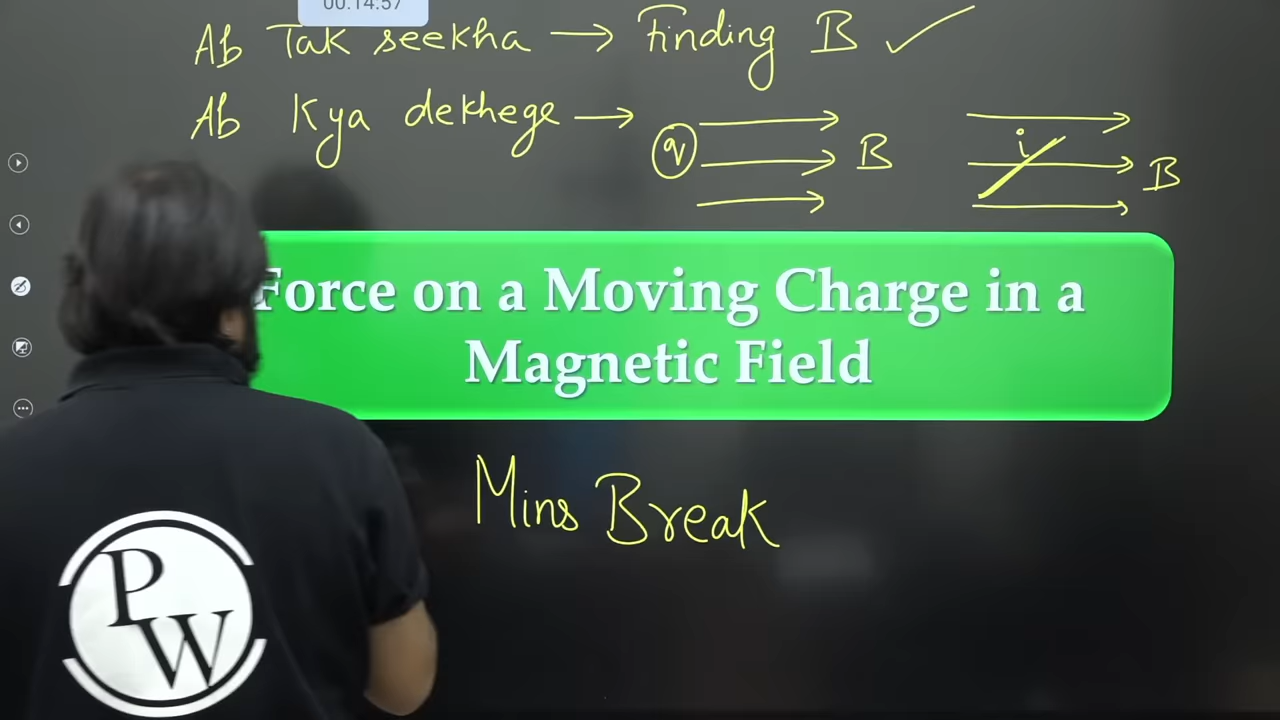 00:14:57
Ab Tak seekha → Finding B ✓
Ab Kya dekhege →
q B i B
Force on a Moving Charge in a
Magnetic Field
Mins Break
PW